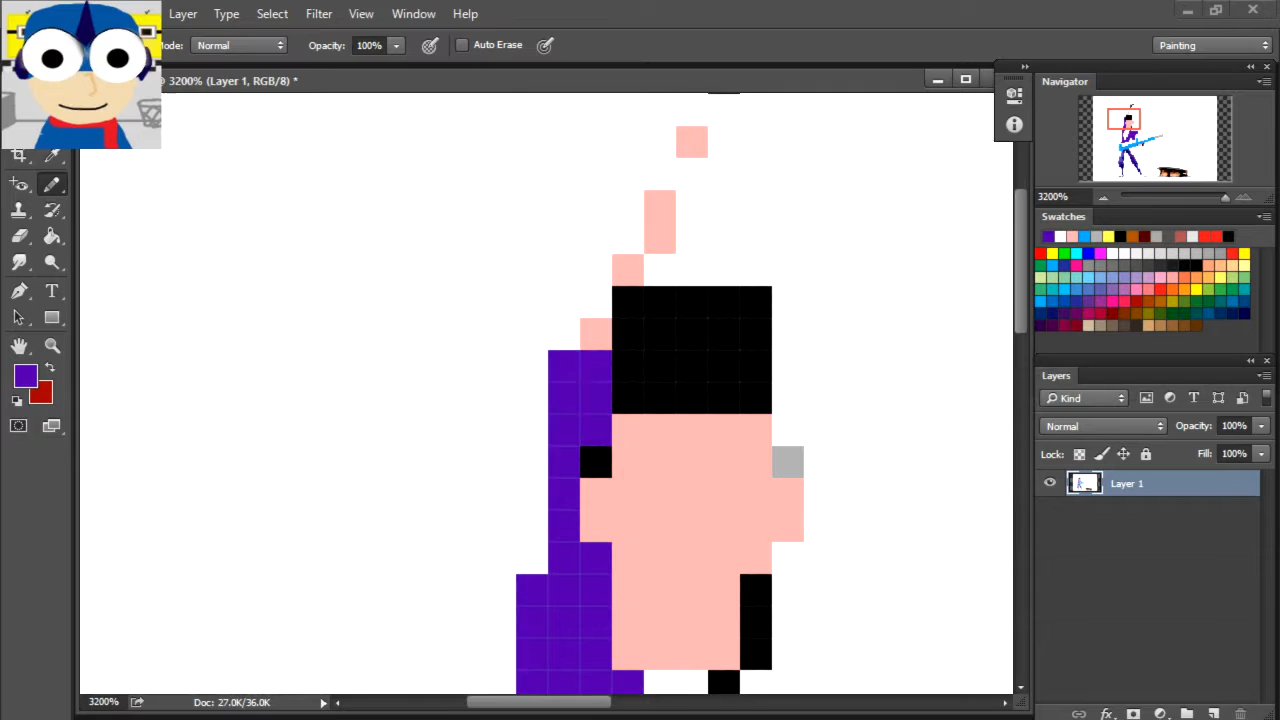 Layer Type Select Filter View Window Help
Mode: Normal Opacity: 100% Auto Erase Painting
3200% (Layer 1, RGB/8) *
Navigator
3200%
Swatches
Layers
Kind
Normal Opacity: 100%
Lock: Fill: 100%
Layer 1
3200% Doc: 27.0K/36.0K